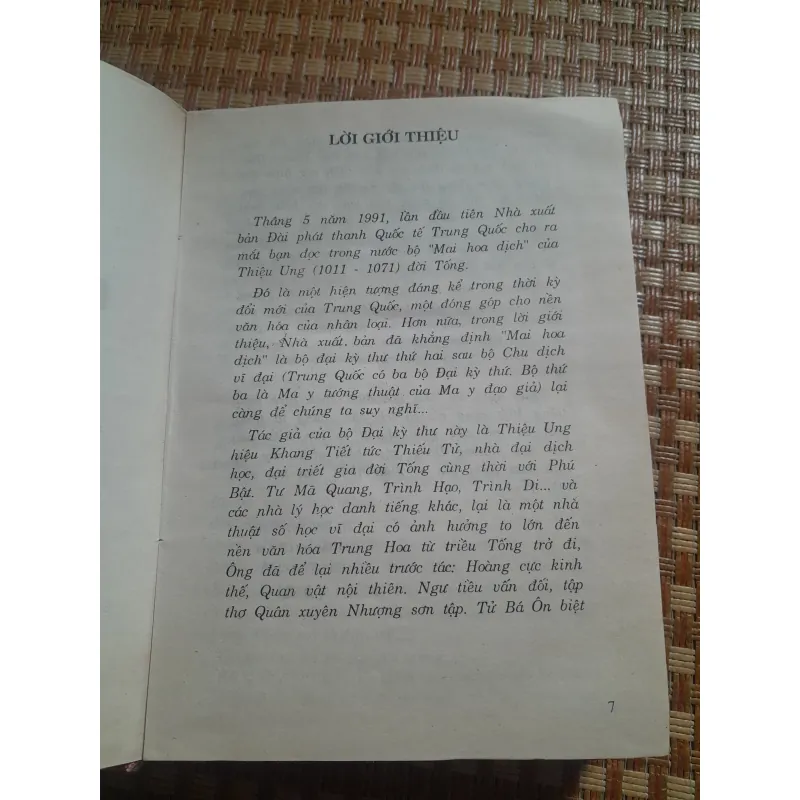 LỜI GIỚI THIỆU
Tháng 5 năm 1991, lần đầu tiên Nhà xuất
bản Đài phát thanh Quốc tế Trung Quốc cho ra
mắt bạn đọc trong nước bộ "Mai hoa dịch" của
Thiệu Ung (1011 - 1071) đời Tống.
Đó là một hiện tượng đáng kể trong thời kỳ
đổi mới của Trung Quốc, một đóng góp cho nền
văn hóa của nhân loại. Hơn nữa, trong lời giới
thiệu, Nhà xuất bản đã khẳng định "Mai hoa
dịch" là bộ đại kỳ thư thứ hai sau bộ Chu dịch
vĩ đại (Trung Quốc có ba bộ Đại kỳ thứ. Bộ thứ
ba là Ma y tướng thuật của Ma y đạo giả) lại
càng để chúng ta suy nghĩ...
Tác giả của bộ Đại kỳ thư này là Thiệu Ung
hiệu Khang Tiết tức Thiếu Tử, nhà đại dịch
học, đại triết gia đời Tống cùng thời với Phú
Bật. Tư Mã Quang, Trình Hạo, Trình Di... và
các nhà lý học danh tiếng khác, lại là một nhà
thuật số học vĩ đại có ảnh hưởng to lớn đến
nền văn hóa Trung Hoa từ triều Tống trở đi,
Ông đã để lại nhiều trước tác: Hoàng cực kinh
thế, Quan vật nội thiên. Ngư tiều vấn đối, tập
thơ Quân xuyên Nhượng sơn tập. Tử Bá Ôn biệt
7